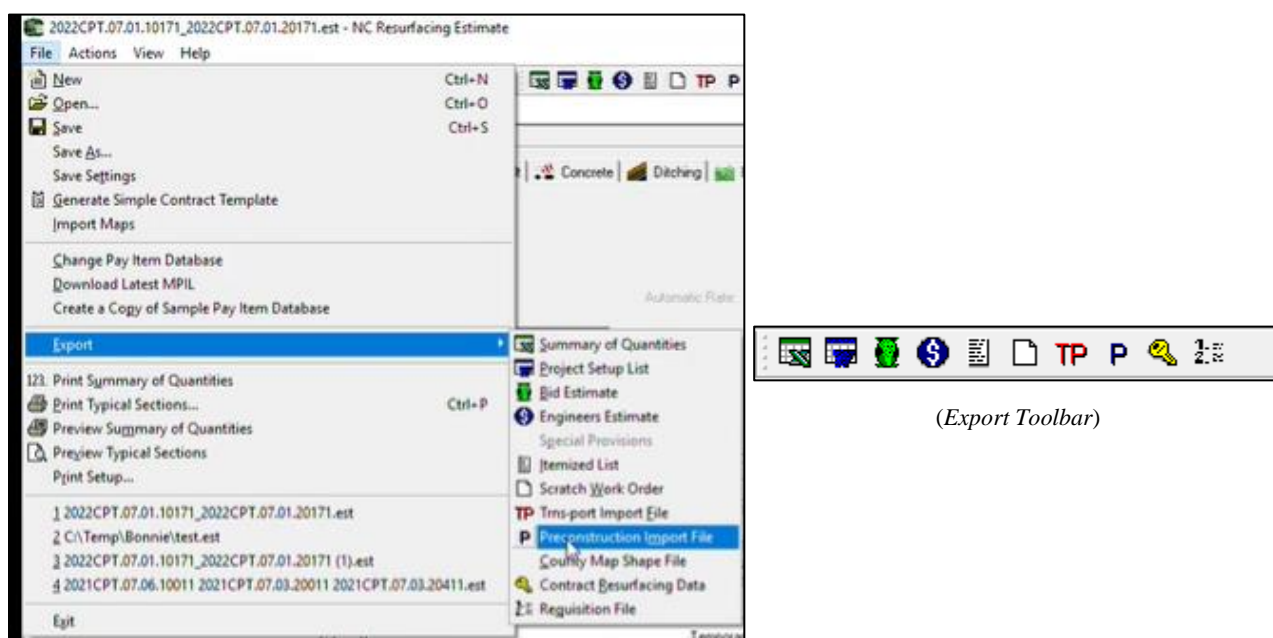 2022CPT.07.01.10171_2022CPT.07.01.20171.est - NC Resurfacing Estimate
File Actions View Help
New Ctrl+N
Open... Ctrl+O
Save Ctrl+S
Save As...
Save Settings
Generate Simple Contract Template
Import Maps
Change Pay Item Database
Download Latest MPIL
Create a Copy of Sample Pay Item Database
Export
123. Print Summary of Quantities
Print Typical Sections... Ctrl+P
Preview Summary of Quantities
Preview Typical Sections
Print Setup...
1 2022CPT.07.01.10171_2022CPT.07.01.20171.est
2 C:\Temp\Bonnie\test.est
3 2022CPT.07.01.10171_2022CPT.07.01.20171 (1).est
4 2021CPT.07.06.10011 2021CPT.07.03.20011 2021CPT.07.03.20411.est
Exit
TP P
Concrete Ditching
Automatic Rate
Summary of Quantities
Project Setup List
Bid Estimate
Engineers Estimate
Special Provisions
Itemized List
Scratch Work Order
TP Trns-port Import File
P Preconstruction Import File
County Map Shape File
Contract Resurfacing Data
Requisition File
TP P
(Export Toolbar)